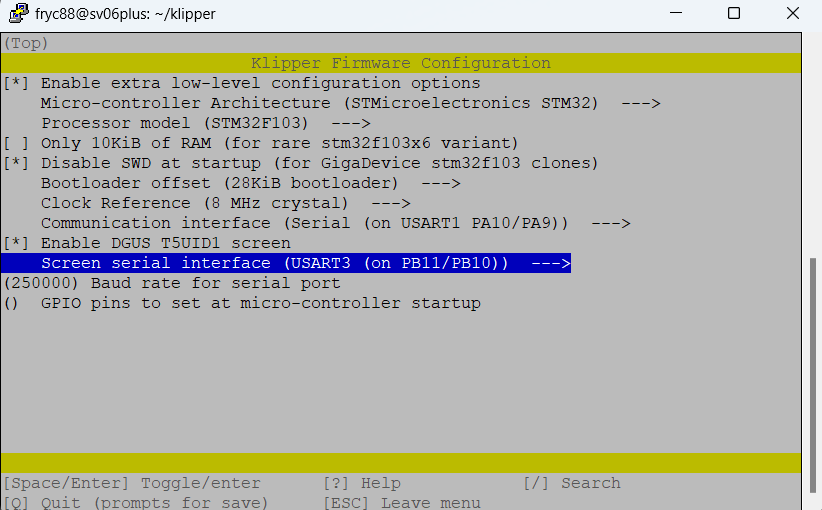 fryc88@sv06plus: ~/klipper
(Top)
Klipper Firmware Configuration
[*] Enable extra low-level configuration options
Micro-controller Architecture (STMicroelectronics STM32)  --->
Processor model (STM32F103)  --->
[ ] Only 10KiB of RAM (for rare stm32f103x6 variant)
[*] Disable SWD at startup (for GigaDevice stm32f103 clones)
Bootloader offset (28KiB bootloader)  --->
Clock Reference (8 MHz crystal)  --->
Communication interface (Serial (on USART1 PA10/PA9))  --->
[*] Enable DGUS T5UID1 screen
Screen serial interface (USART3 (on PB11/PB10))  --->
(250000) Baud rate for serial port
()  GPIO pins to set at micro-controller startup
[Space/Enter] Toggle/enter [?] Help [/] Search
[Q] Quit (prompts for save) [ESC] Leave menu